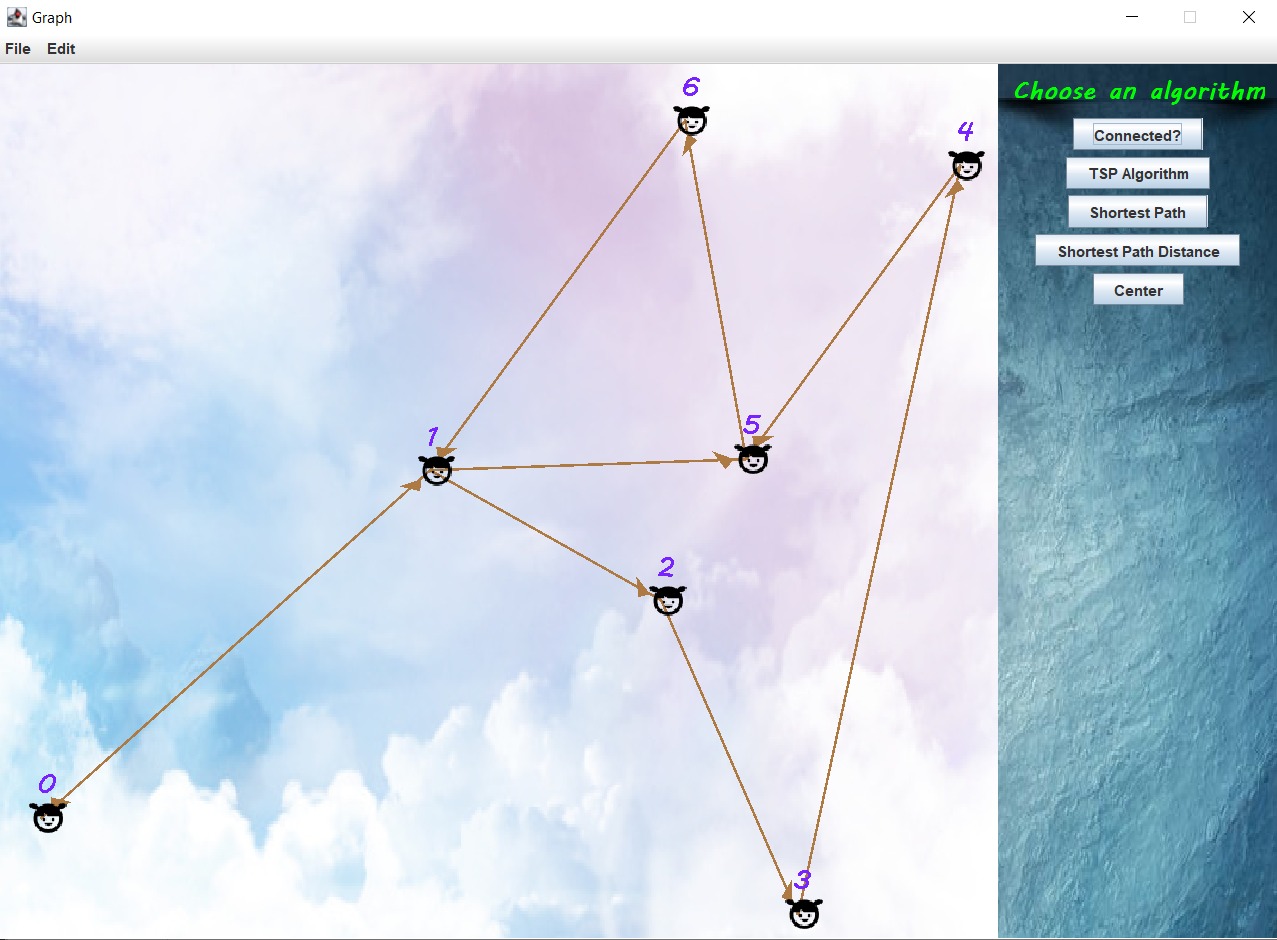 Graph
File Edit
Choose an algorithm
Connected?
TSP Algorithm
Shortest Path
Shortest Path Distance
Center
6
4
1
5
2
0
3